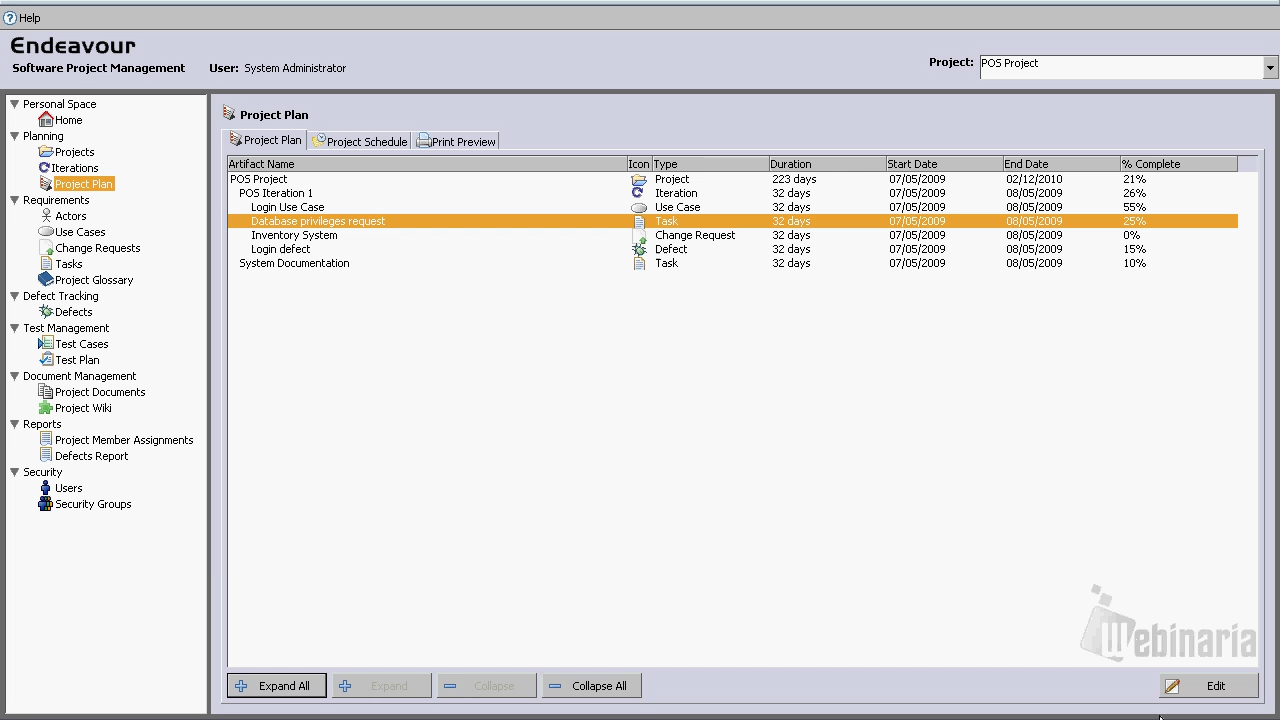 Help
Endeavour
Software Project Management User: System Administrator
Project: POS Project
Personal Space
Home
Planning
Projects
Iterations
Project Plan
Requirements
Actors
Use Cases
Change Requests
Tasks
Project Glossary
Defect Tracking
Defects
Test Management
Test Cases
Test Plan
Document Management
Project Documents
Project Wiki
Reports
Project Member Assignments
Defects Report
Security
Users
Security Groups
Project Plan
Project Plan Project Schedule Print Preview
Artifact Name Icon Type Duration Start Date End Date % Complete
POS Project Project 223 days 07/05/2009 02/12/2010 21%
POS Iteration 1 Iteration 32 days 07/05/2009 08/05/2009 26%
Login Use Case Use Case 32 days 07/05/2009 08/05/2009 55%
Database privileges request Task 32 days 07/05/2009 08/05/2009 25%
Inventory System Change Request 32 days 07/05/2009 08/05/2009 0%
Login defect Defect 32 days 07/05/2009 08/05/2009 15%
System Documentation Task 32 days 07/05/2009 08/05/2009 10%
Webinaria
Expand All Expand Collapse Collapse All Edit